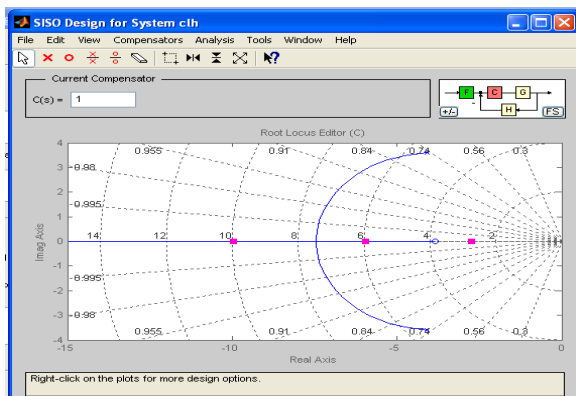 SISO Design for System clh
File Edit View Compensators Analysis Tools Window Help
Current Compensator
C(s) = 1
F C G
H
+/- FS
Root Locus Editor (C)
4
3
2
1
0
-1
-2
-3
-4
Imag Axis
0.955 0.91 0.84 0.74 0.56 0.3
0.98
0.995
14 12 10 8 6 4 2
0.995
0.98
0.955 0.91 0.84 0.74 0.56 0.3
-15 -10 -5 0
Real Axis
Right-click on the plots for more design options.